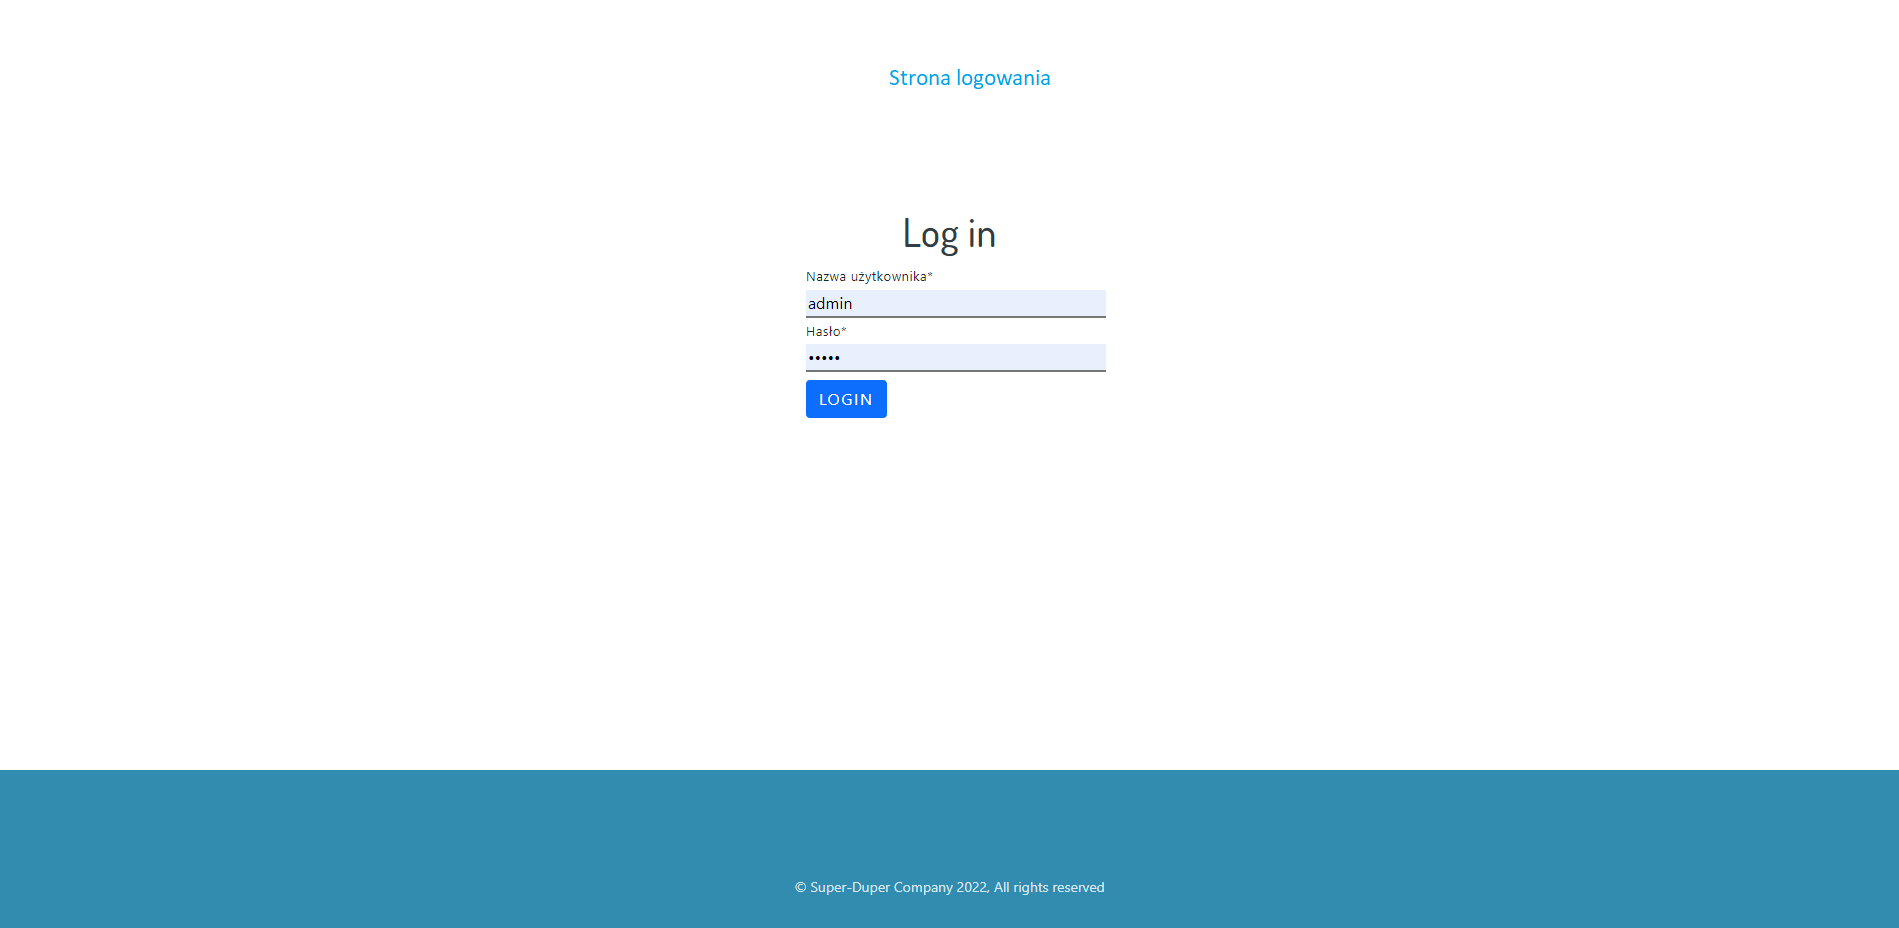 Strona logowania
Log in
Nazwa użytkownika*
admin
Hasło*
•••••
LOGIN
© Super-Duper Company 2022, All rights reserved